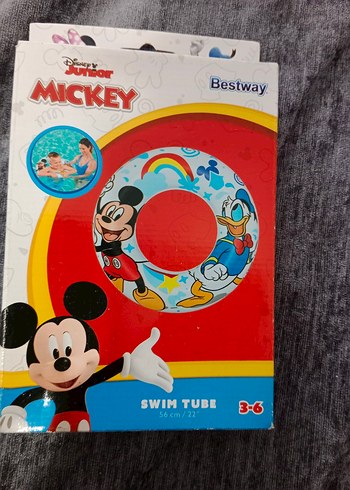 Disney
Junior
MICKEY
Bestway
SWIM TUBE
56 cm / 22"
3-6